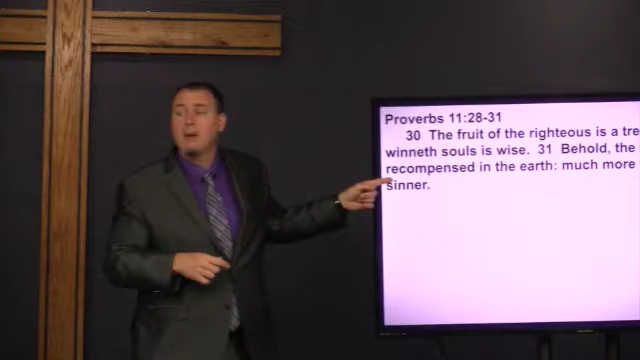 Proverbs 11:28-31
30 The fruit of the righteous is a tre
winneth souls is wise. 31 Behold, the
recompensed in the earth: much more
sinner.